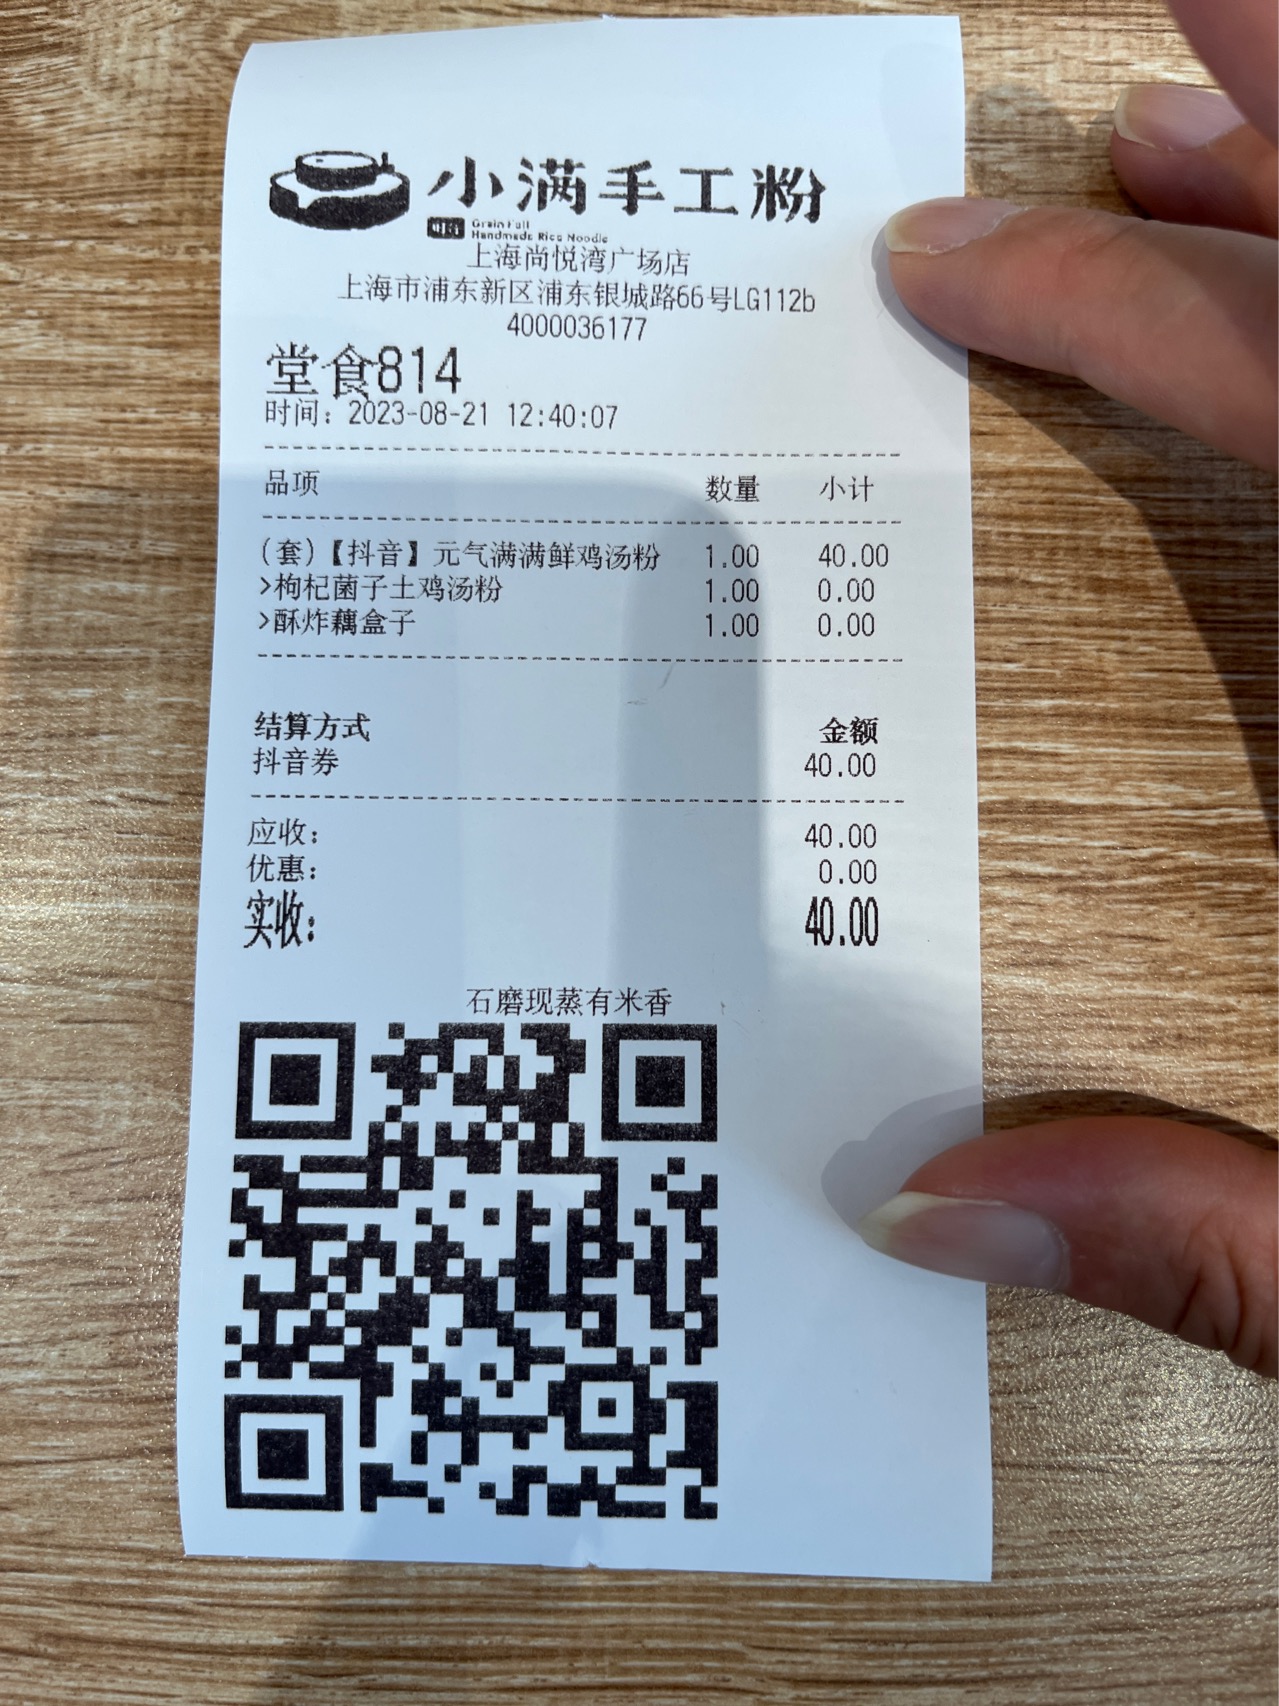 小满手工粉
Grain Full
Handmade Rice Noodle
上海尚悦湾广场店
上海市浦东新区浦东银城路66号LG112b
4000036177
堂食814
时间：2023-08-21 12:40:07
品项 数量 小计
(套)【抖音】元气满满鲜鸡汤粉 1.00 40.00
>枸杞菌子土鸡汤粉 1.00 0.00
>酥炸藕盒子 1.00 0.00
结算方式 金额
抖音券 40.00
应收： 40.00
优惠： 0.00
实收： 40.00
石磨现蒸有米香